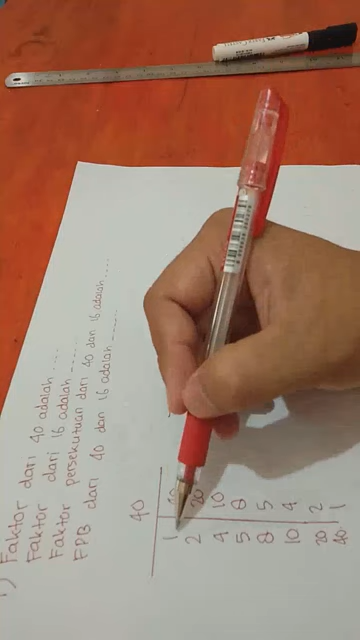 1) Faktor dari 40 adalah ....
Faktor dari 16 adalah ......
Faktor persekutuan dari 40 dan 16 adalah .....
FPB dari 40 dan 16 adalah ......
40
1 40
2 20
4 10
5 8
8 5
10 4
20 2
40 1